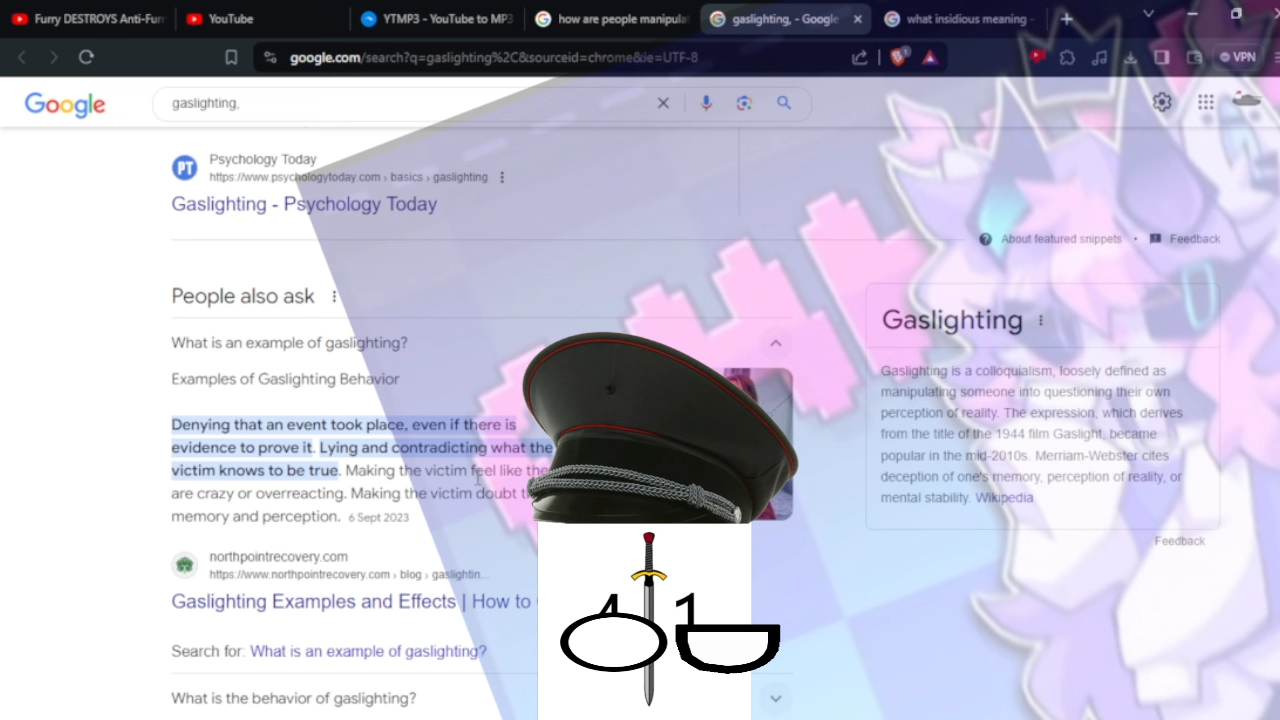 Furry DESTROYS Anti-Furr
YouTube
YTMP3 - YouTube to MP3
how are people manipulat
gaslighting, - Google
what insidious meaning -
google.com/search?q=gaslighting%2C&sourceid=chrome&ie=UTF-8
VPN
Google
gaslighting,
PT
Psychology Today
https://www.psychologytoday.com › basics › gaslighting
Gaslighting - Psychology Today
About featured snippets • Feedback
People also ask
What is an example of gaslighting?
Examples of Gaslighting Behavior
Denying that an event took place, even if there is
evidence to prove it. Lying and contradicting what the
victim knows to be true. Making the victim feel like the
are crazy or overreacting. Making the victim doubt
memory and perception. 6 Sept 2023
northpointrecovery.com
https://www.northpointrecovery.com › blog › gaslightin...
Gaslighting Examples and Effects | How to
Search for: What is an example of gaslighting?
What is the behavior of gaslighting?
Gaslighting
Gaslighting is a colloquialism, loosely defined as
manipulating someone into questioning their own
perception of reality. The expression, which derives
from the title of the 1944 film Gaslight, became
popular in the mid-2010s. Merriam-Webster cites
deception of one's memory, perception of reality, or
mental stability. Wikipedia
Feedback
4 1